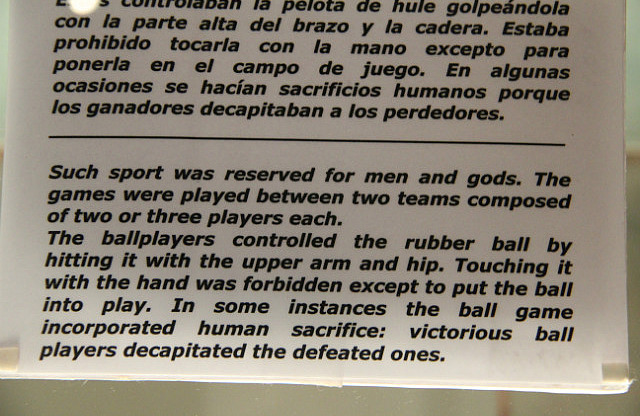 controlaban la pelota de hule golpeándola
con la parte alta del brazo y la cadera. Estaba
prohibido tocarla con la mano excepto para
ponerla en el campo de juego. En algunas
ocasiones se hacían sacrificios humanos porque
los ganadores decapitaban a los perdedores.
Such sport was reserved for men and gods. The
games were played between two teams composed
of two or three players each.
The ballplayers controlled the rubber ball by
hitting it with the upper arm and hip. Touching it
with the hand was forbidden except to put the ball
into play. In some instances the ball game
incorporated human sacrifice: victorious ball
players decapitated the defeated ones.